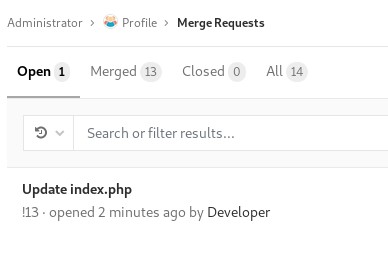 Administrator > Profile > Merge Requests
Open 1 Merged 13 Closed 0 All 14
Search or filter results...
Update index.php
!13 · opened 2 minutes ago by Developer